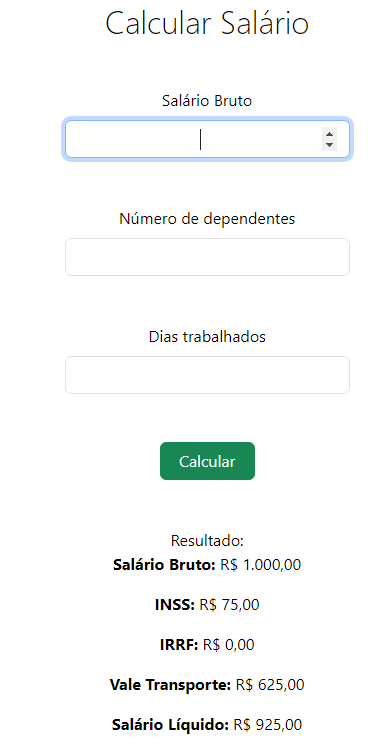 Calcular Salário
Salário Bruto
Número de dependentes
Dias trabalhados
Calcular
Resultado:
Salário Bruto: R$ 1.000,00
INSS: R$ 75,00
IRRF: R$ 0,00
Vale Transporte: R$ 625,00
Salário Líquido: R$ 925,00